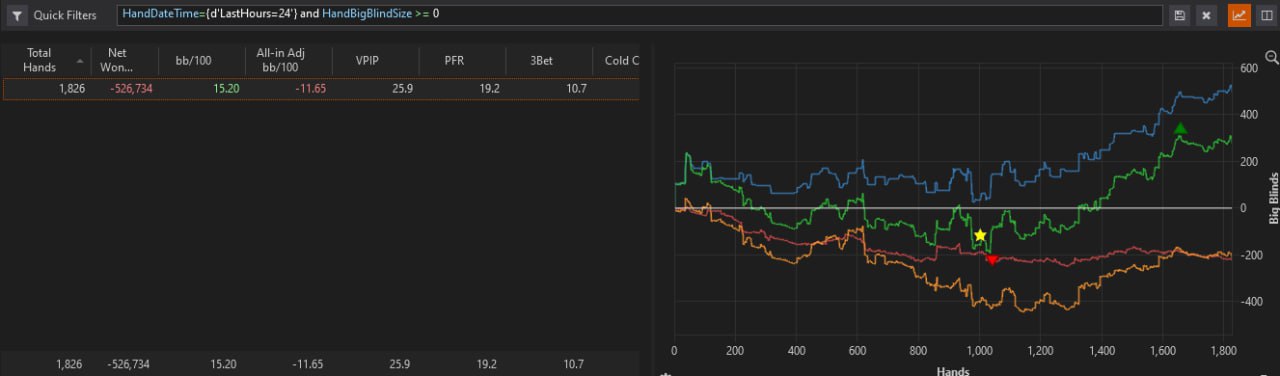 Quick Filters HandDateTime={d'LastHours=24'} and HandBigBlindSize >= 0
Total Hands Net Won... bb/100 All-in Adj bb/100 VPIP PFR 3Bet Cold C
1,826 -526,734 15.20 -11.65 25.9 19.2 10.7
1,826 -526,734 15.20 -11.65 25.9 19.2 10.7
600
400
200
0
-200
-400
Big Blinds
0 200 400 600 800 1,000 1,200 1,400 1,600 1,800
Hands